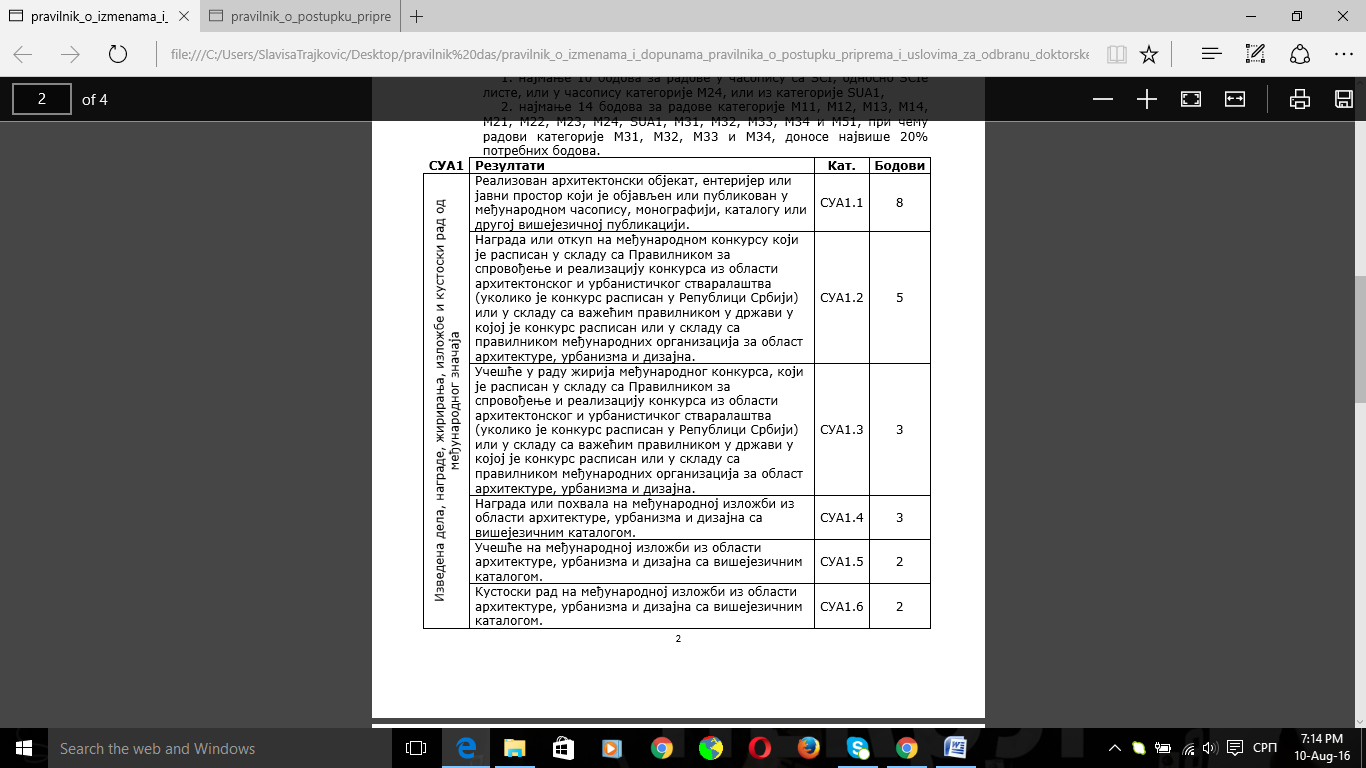 pravilnik_o_izmenama_i_
pravilnik_o_postupku_pripre
file:///C:/Users/SlavisaTrajkovic/Desktop/pravilnik%20das/pravilnik_o_izmenama_i_dopunama_pravilnika_o_postupku_priprema_i_uslovima_za_odbranu_doktorske
2 of 4
1. најмање 10 бодова за радове у часопису са SCI, односно SCIe
листе, или у часопису категорије М24, или из категорије SUA1,
2. најмање 14 бодова за радове категорије М11, М12, М13, М14,
М21, М22, М23, М24, SUA1, М31, М32, М33, М34 и М51, при чему
радови категорије М31, М32, М33 и М34, доносе највише 20%
потребних бодова.
СУА1 Резултати Кат. Бодови
Изведена дела, награде, жирирања, изложбе и кустоски рад од
међународног значаја
Реализован архитектонски објекат, ентеријер или
јавни простор који је објављен или публикован у
међународном часопису, монографији, каталогу или
другој вишејезичној публикацији.
СУА1.1 8
Награда или откуп на међународном конкурсу који
је расписан у складу са Правилником за
спровођење и реализацију конкурса из области
архитектонског и урбанистичког стваралаштва
(уколико је конкурс расписан у Републици Србији)
или у складу са важећим правилником у држави у
којој је конкурс расписан или у складу са
правилником међународних организација за област
архитектуре, урбанизма и дизајна.
СУА1.2 5
Учешће у раду жирија међународног конкурса, који
је расписан у складу са Правилником за
спровођење и реализацију конкурса из области
архитектонског и урбанистичког стваралаштва
(уколико је конкурс расписан у Републици Србији)
или у складу са важећим правилником у држави у
којој је конкурс расписан или у складу са
правилником међународних организација за област
архитектуре, урбанизма и дизајна.
СУА1.3 3
Награда или похвала на међународној изложби из
области архитектуре, урбанизма и дизајна са
вишејезичним каталогом.
СУА1.4 3
Учешће на међународној изложби из области
архитектуре, урбанизма и дизајна са вишејезичним
каталогом.
СУА1.5 2
Кустоски рад на међународној изложби из области
архитектуре, урбанизма и дизајна са вишејезичним
каталогом.
СУА1.6 2
2
Search the web and Windows
СРП
7:14 PM
10-Aug-16